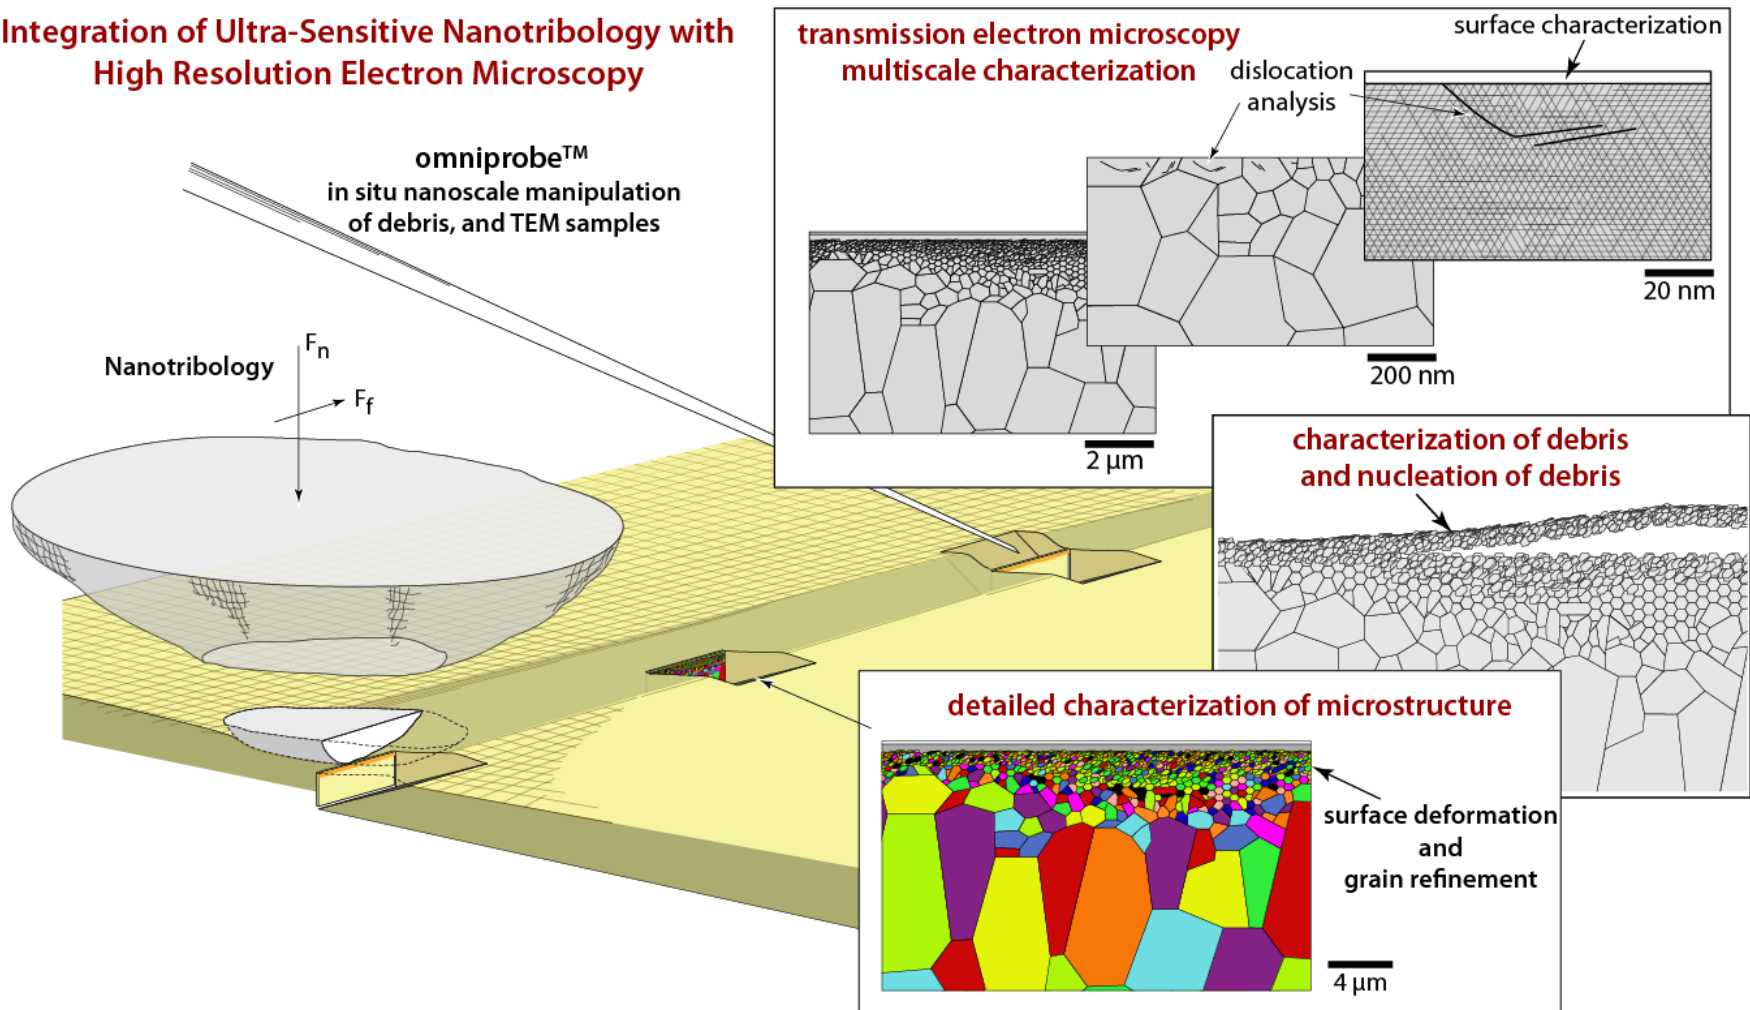 Integration of Ultra-Sensitive Nanotribology with
High Resolution Electron Microscopy
omniprobe™
in situ nanoscale manipulation
of debris, and TEM samples
Nanotribology
Fn
Ff
transmission electron microscopy
multiscale characterization
surface characterization
dislocation
analysis
20 nm
200 nm
2 µm
characterization of debris
and nucleation of debris
detailed characterization of microstructure
surface deformation
and
grain refinement
4 µm